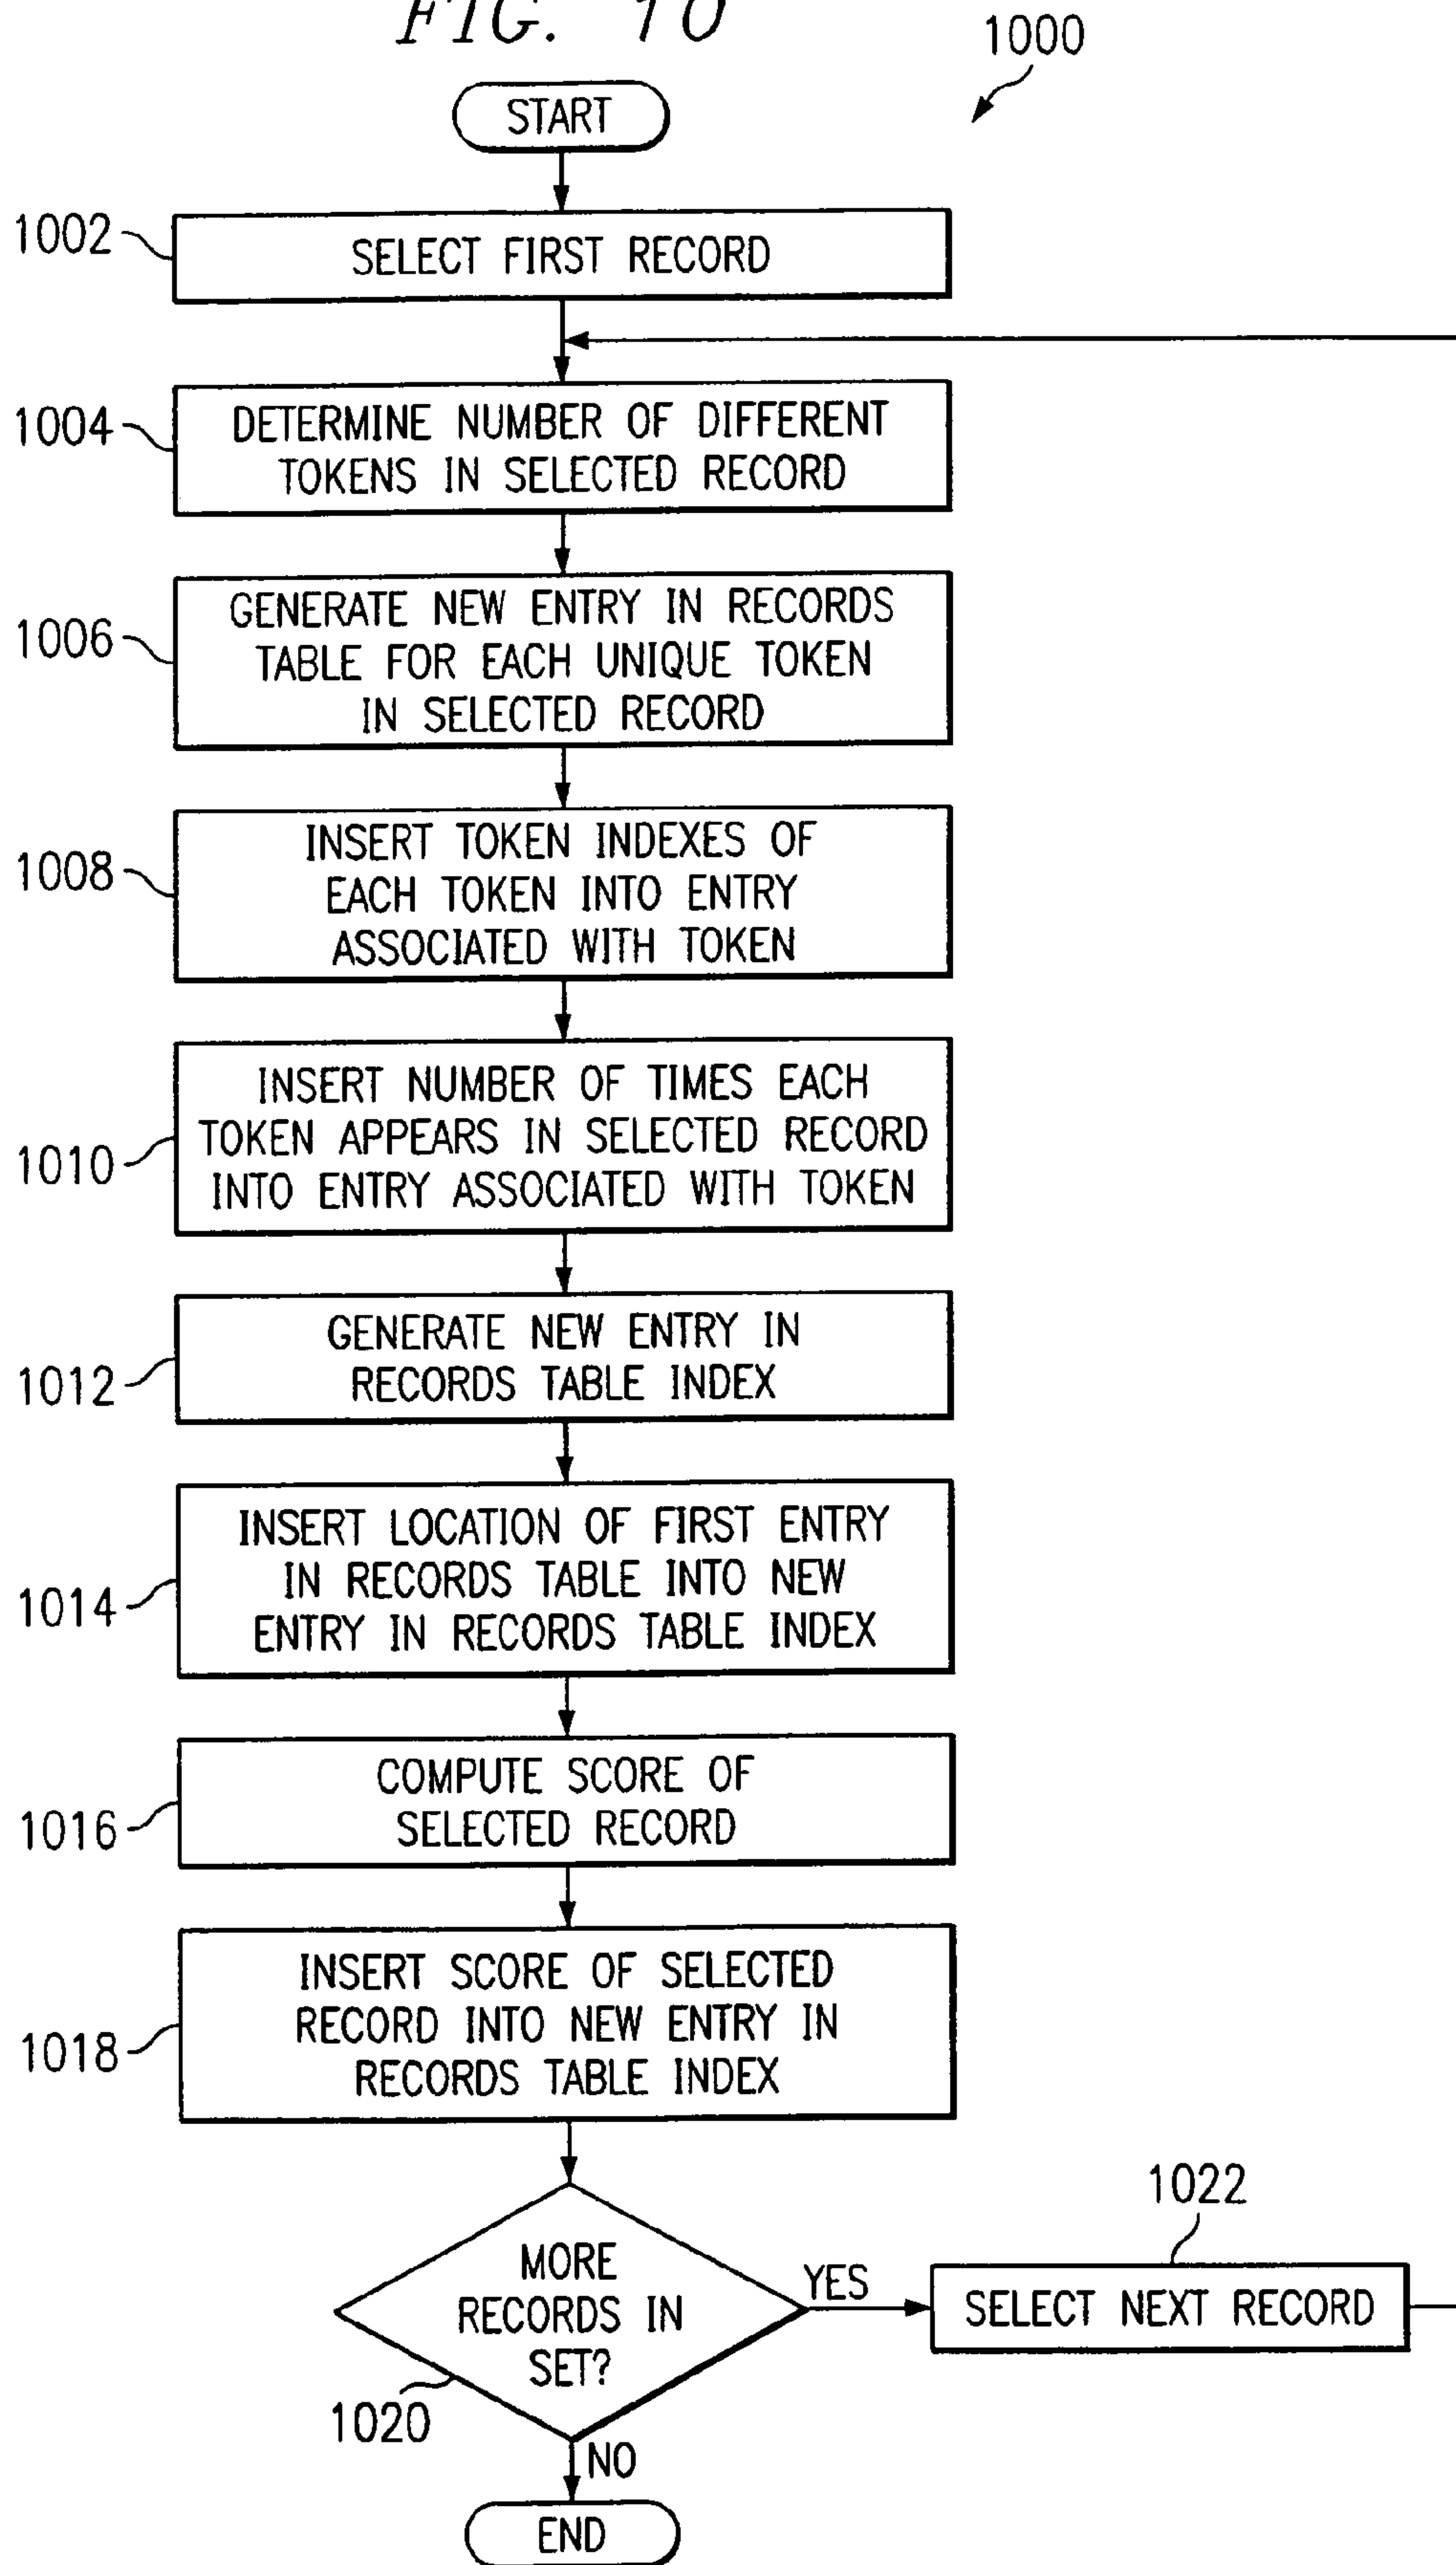 FIG. 10
1000
START
1002
SELECT FIRST RECORD
1004
DETERMINE NUMBER OF DIFFERENT
TOKENS IN SELECTED RECORD
1006
GENERATE NEW ENTRY IN RECORDS
TABLE FOR EACH UNIQUE TOKEN
IN SELECTED RECORD
1008
INSERT TOKEN INDEXES OF
EACH TOKEN INTO ENTRY
ASSOCIATED WITH TOKEN
1010
INSERT NUMBER OF TIMES EACH
TOKEN APPEARS IN SELECTED RECORD
INTO ENTRY ASSOCIATED WITH TOKEN
1012
GENERATE NEW ENTRY IN
RECORDS TABLE INDEX
1014
INSERT LOCATION OF FIRST ENTRY
IN RECORDS TABLE INTO NEW
ENTRY IN RECORDS TABLE INDEX
1016
COMPUTE SCORE OF
SELECTED RECORD
1018
INSERT SCORE OF SELECTED
RECORD INTO NEW ENTRY IN
RECORDS TABLE INDEX
MORE
RECORDS IN
SET?
1020
YES
1022
SELECT NEXT RECORD
NO
END